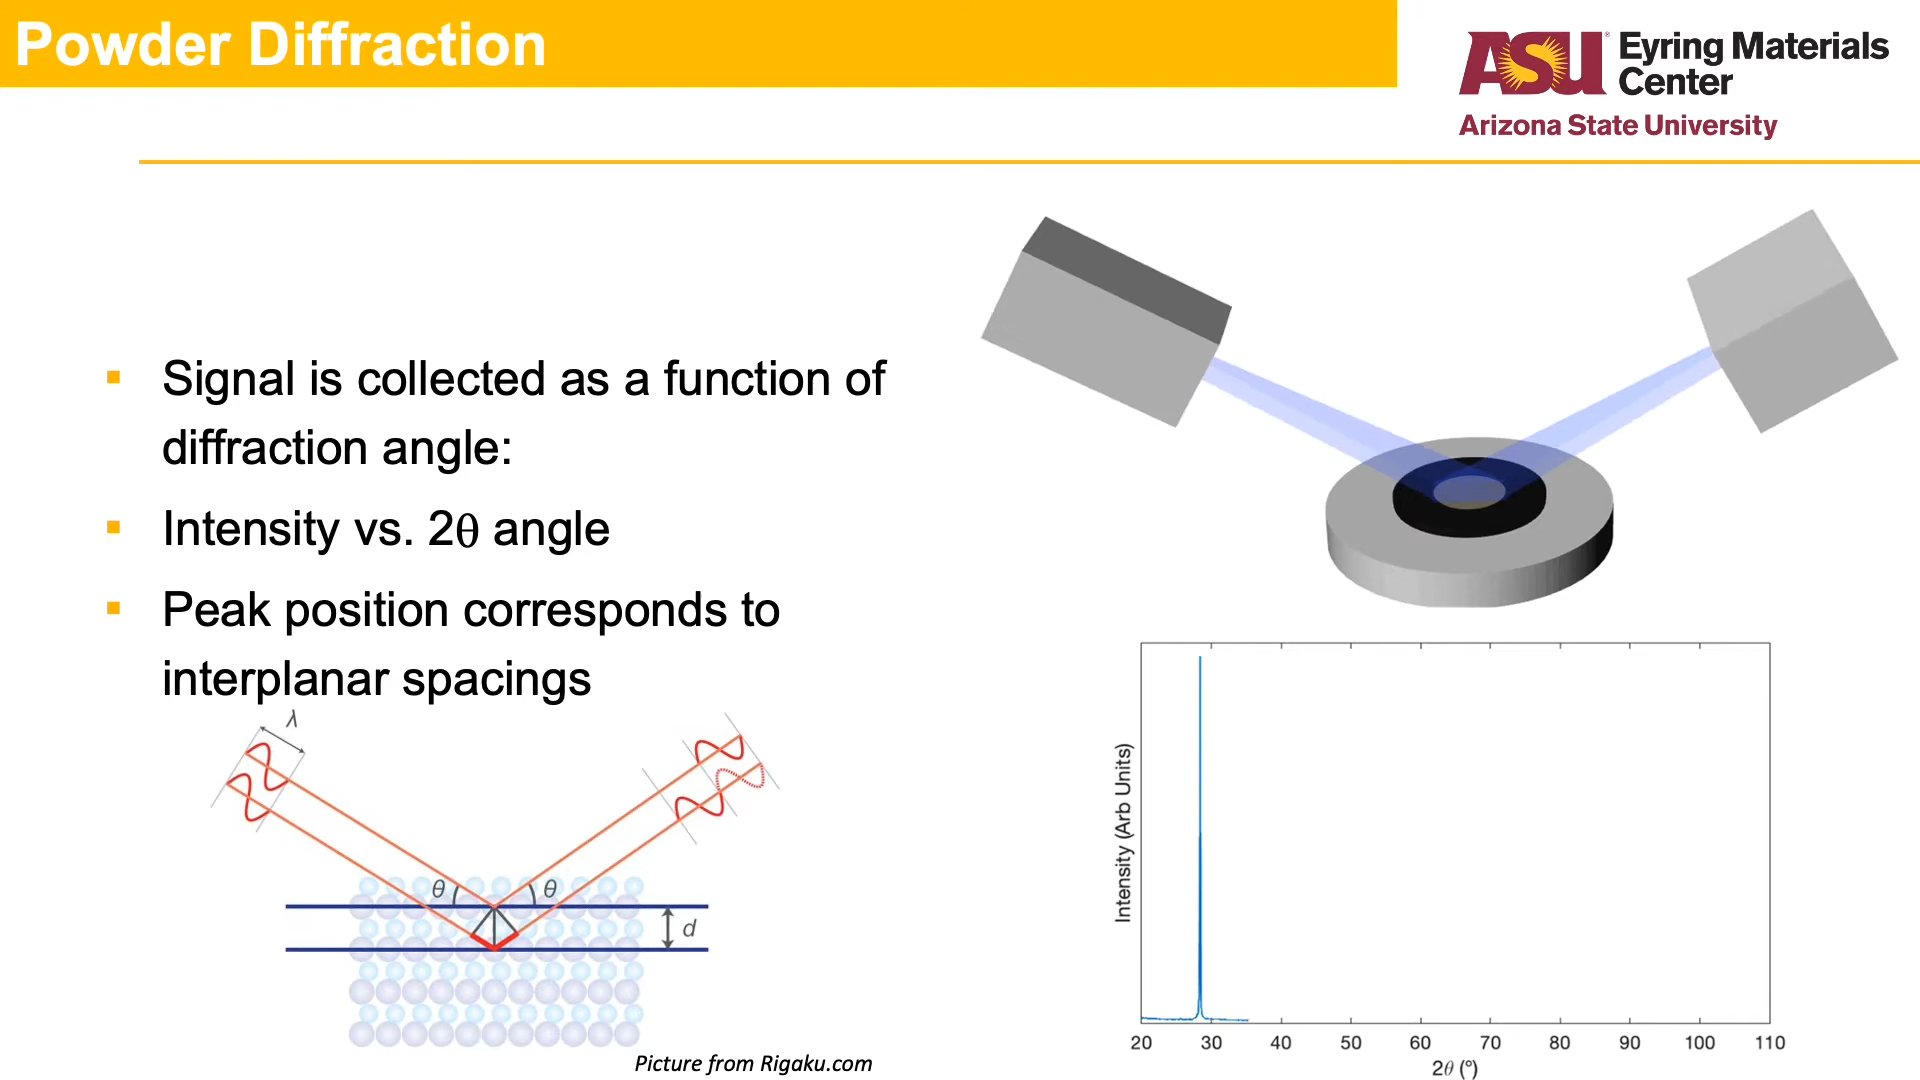 Powder Diffraction
ASU Eyring Materials
Center
Arizona State University
▪ Signal is collected as a function of
diffraction angle:
▪ Intensity vs. 2θ angle
▪ Peak position corresponds to
interplanar spacings
λ
θ
θ
d
Picture from Rigaku.com
Intensity (Arb Units)
20 30 40 50 60 70 80 90 100 110
2θ (°)